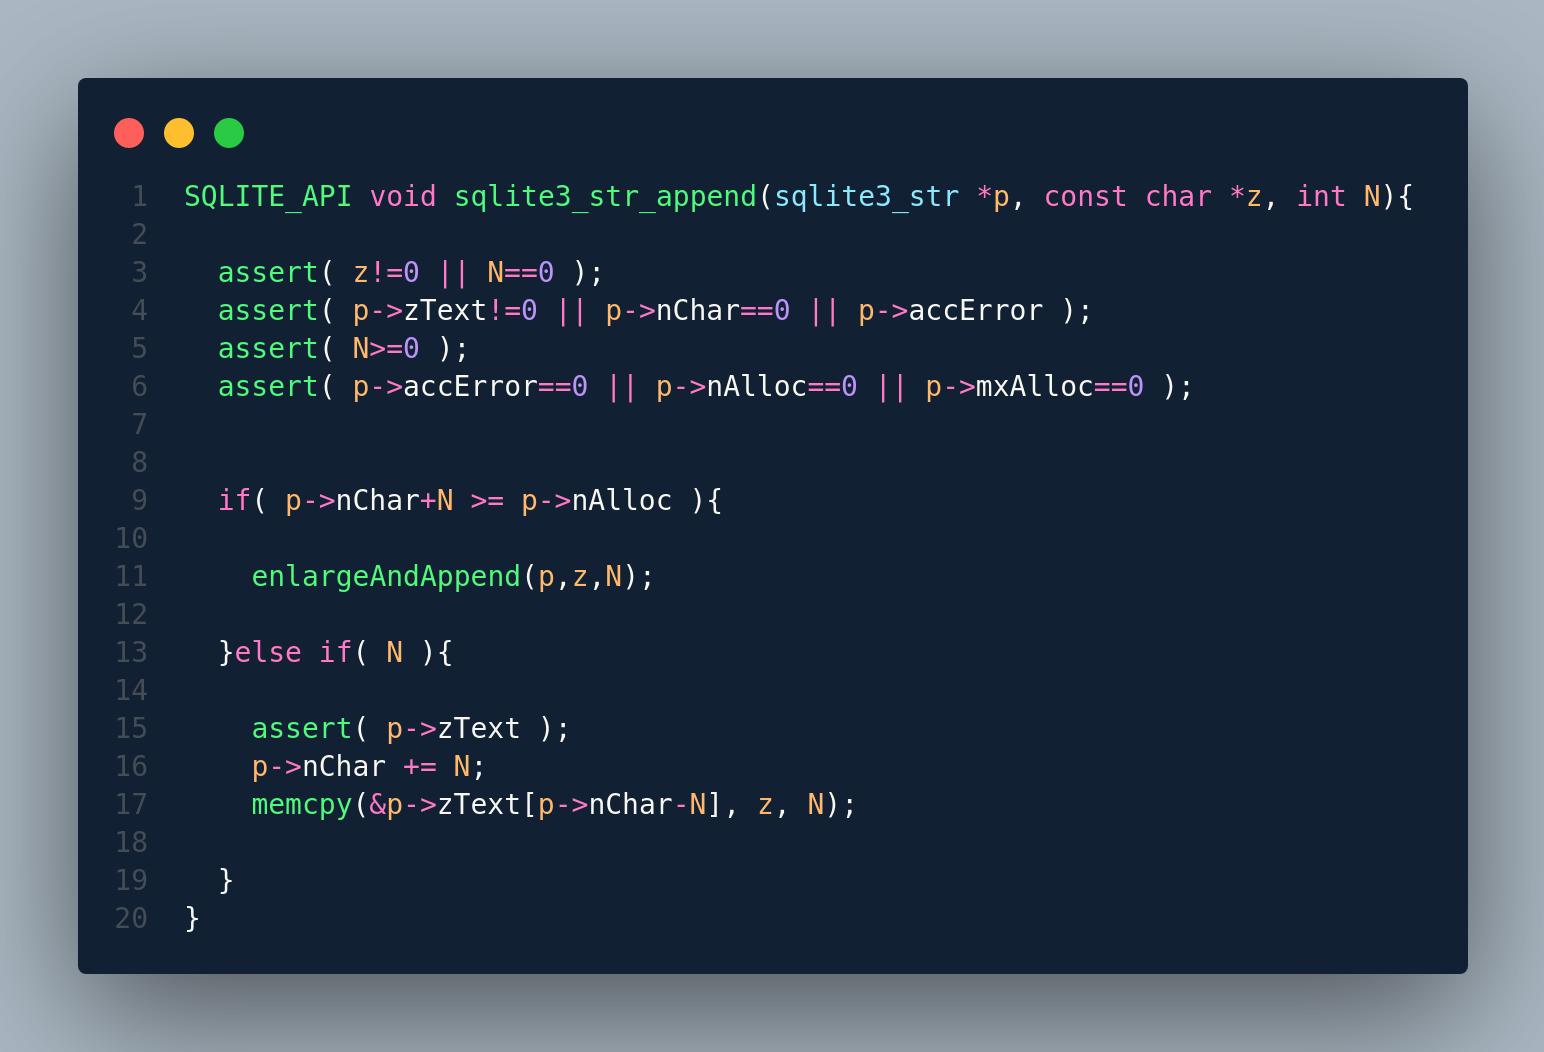 1 SQLITE_API void sqlite3_str_append(sqlite3_str *p, const char *z, int N){
2
3   assert( z!=0 || N==0 );
4   assert( p->zText!=0 || p->nChar==0 || p->accError );
5   assert( N>=0 );
6   assert( p->accError==0 || p->nAlloc==0 || p->mxAlloc==0 );
7
8
9   if( p->nChar+N >= p->nAlloc ){
10
11     enlargeAndAppend(p,z,N);
12
13   }else if( N ){
14
15     assert( p->zText );
16     p->nChar += N;
17     memcpy(&p->zText[p->nChar-N], z, N);
18
19   }
20 }